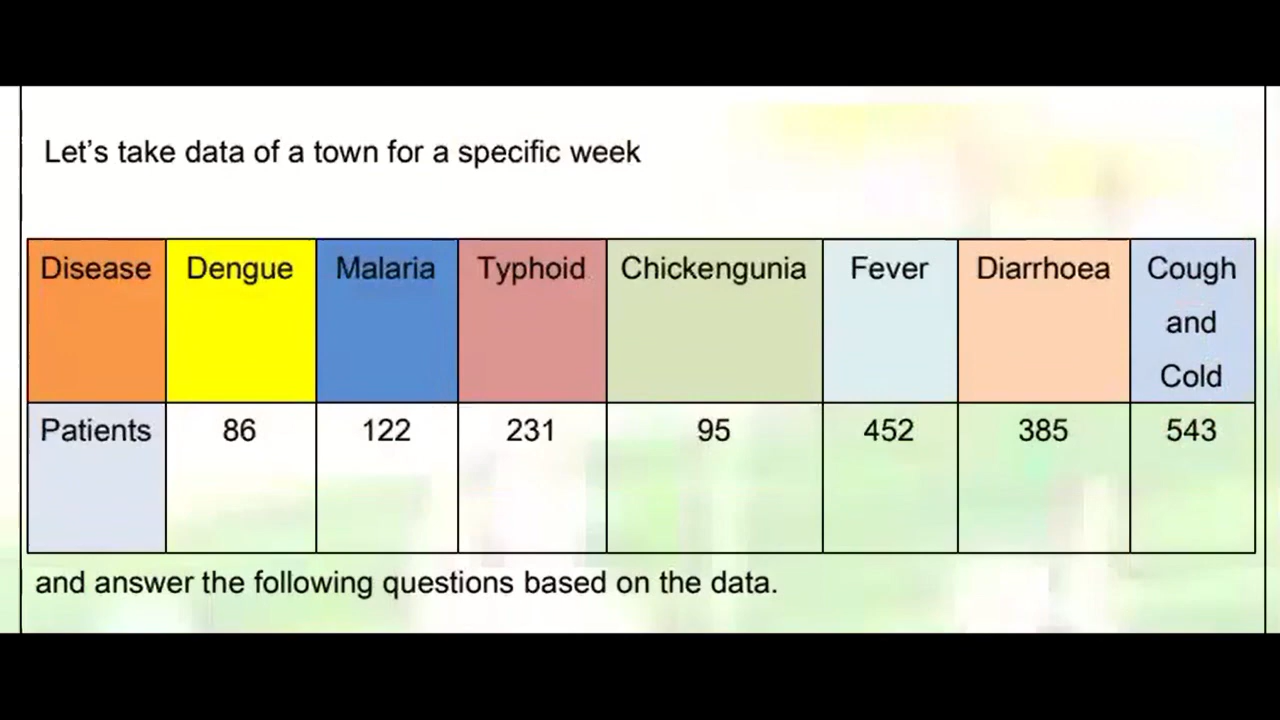 Let's take data of a town for a specific week
Disease Dengue Malaria Typhoid Chickengunia Fever Diarrhoea Cough
and
Cold
Patients 86 122 231 95 452 385 543
and answer the following questions based on the data.